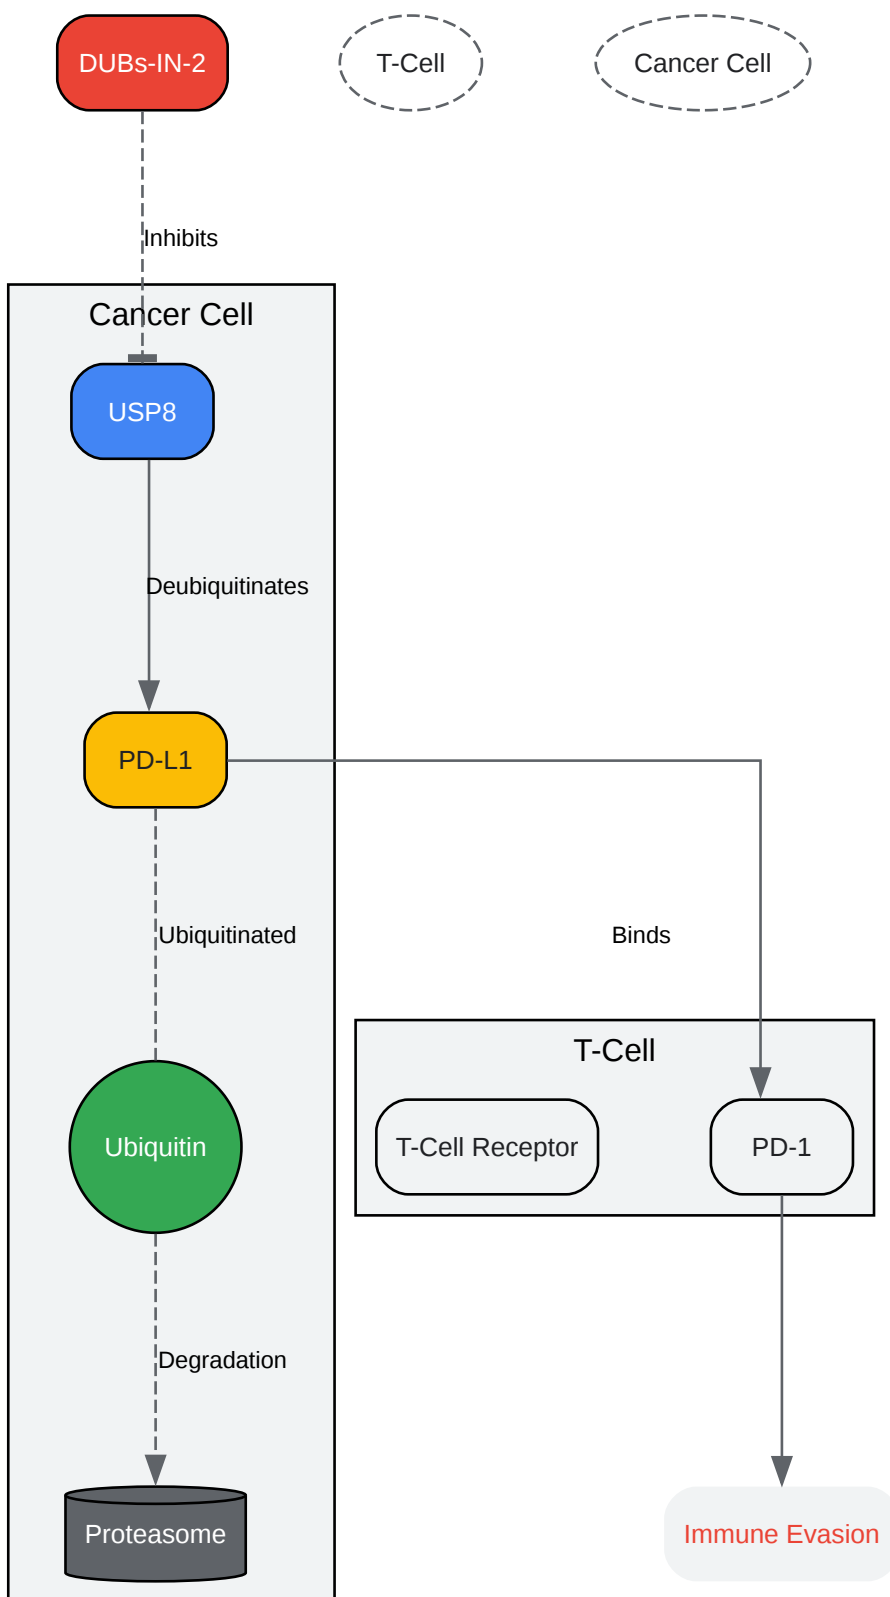 DUBs-IN-2
T-Cell
Cancer Cell
Inhibits
Cancer Cell
USP8
Deubiquitinates
PD-L1
Ubiquitinated
Binds
T-Cell
Ubiquitin
T-Cell Receptor
PD-1
Degradation
Proteasome
Immune Evasion